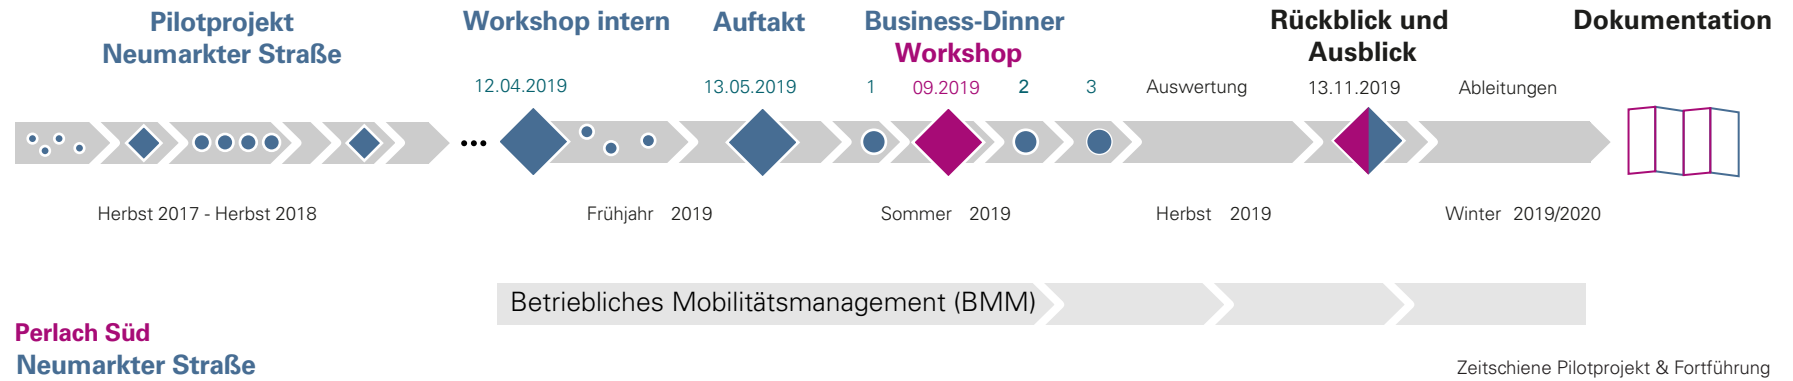 Pilotprojekt
Neumarkter Straße
Workshop intern
Auftakt
Business-Dinner
Workshop
Rückblick und
Ausblick
Dokumentation
12.04.2019
13.05.2019
1
09.2019
2
3
Auswertung
13.11.2019
Ableitungen
...
Herbst 2017 - Herbst 2018
Frühjahr 2019
Sommer 2019
Herbst 2019
Winter 2019/2020
Betriebliches Mobilitätsmanagement (BMM)
Perlach Süd
Neumarkter Straße
Zeitschiene Pilotprojekt & Fortführung